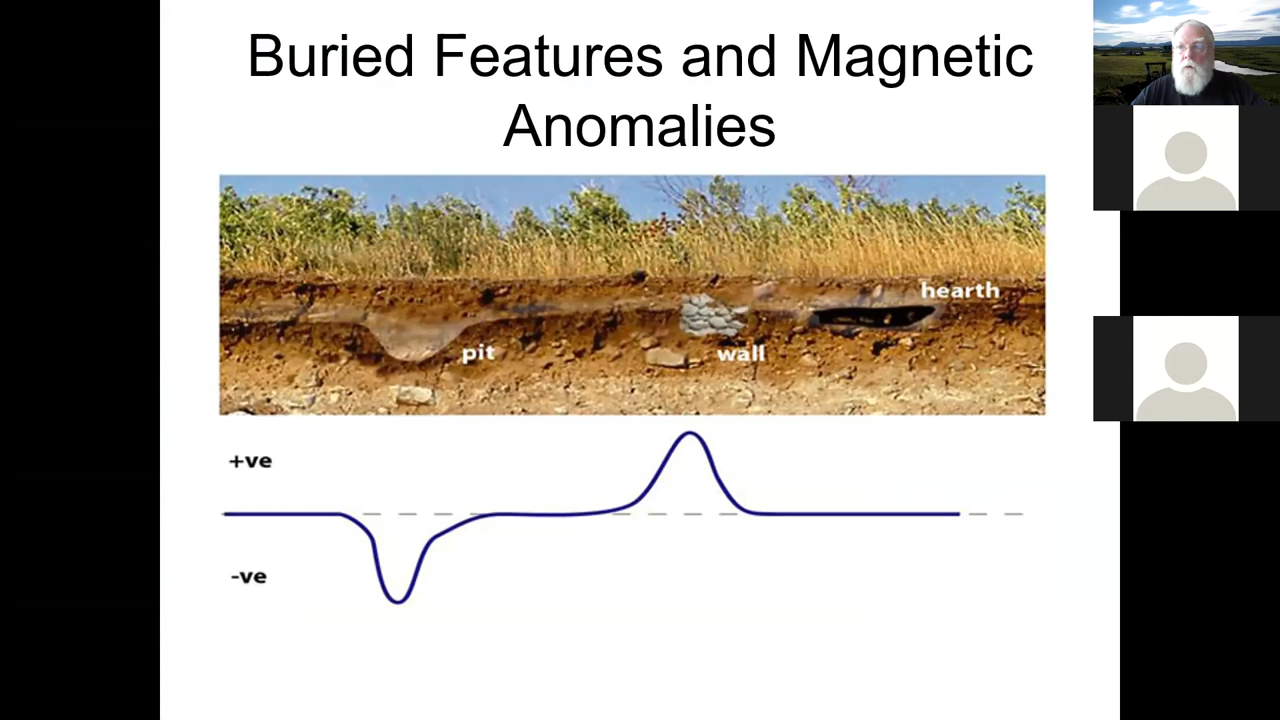 Buried Features and Magnetic
Anomalies
hearth
pit
wall
+ve
-ve